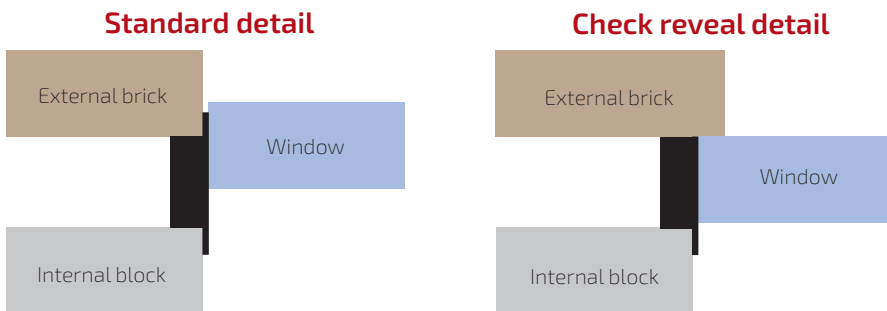 Standard detail
Check reveal detail
External brick
External brick
Window
Window
Internal block
Internal block